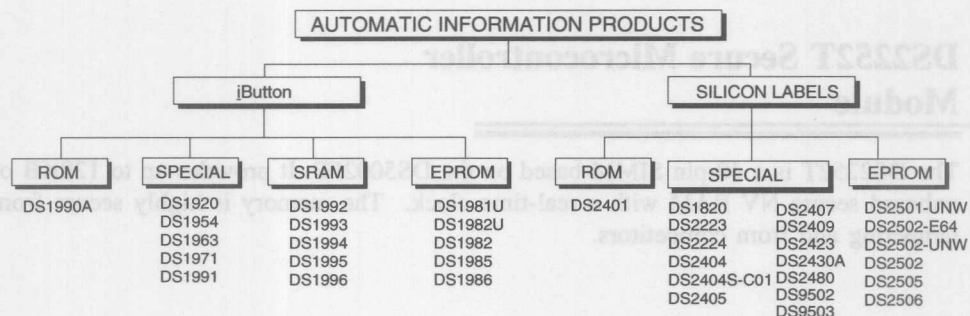 AUTOMATIC INFORMATION PRODUCTS
iButton
SILICON LABELS
ROM
SPECIAL
SRAM
EPROM
ROM
SPECIAL
EPROM
DS190A
DS1920
DS1954
DS1963
DS1971
DS1991
DS1992
DS1993
DS1994
DS1995
DS1996
DS1981U
DS1982U
DS1982
DS1985
DS1986
DS2401
DS1820
DS2223
DS2224
DS2404
DS2404S-C01
DS2405
DS2407
DS2409
DS2423
DS2430A
DS2480
DS9502
DS9503
DS2501-UNW
DS2502-E64
DS2502-UNW
DS2502
DS2505
DS2506